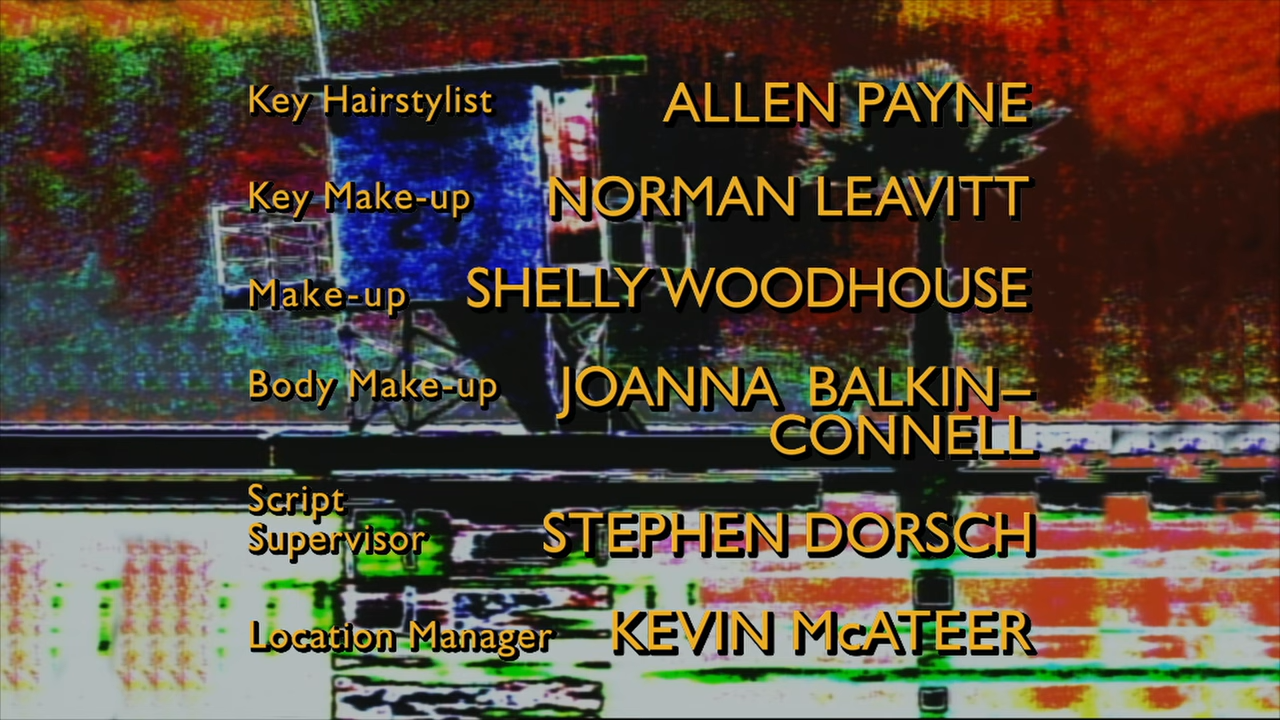 Key Hairstylist ALLEN PAYNE
Key Make-up NORMAN LEAVITT
Make-up SHELLY WOODHOUSE
Body Make-up JOANNA BALKIN–
CONNELL
Script
Supervisor STEPHEN DORSCH
Location Manager KEVIN McATEER